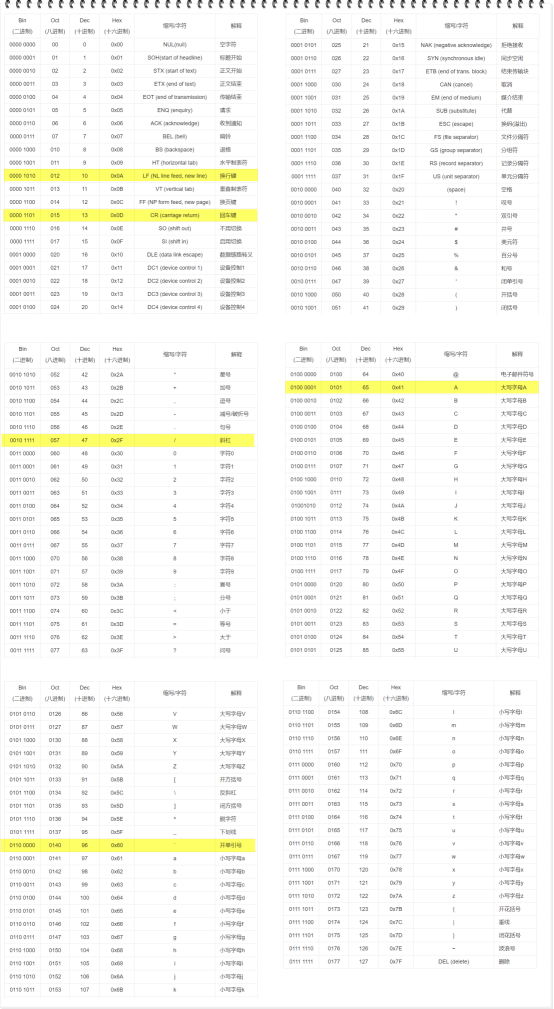 Bin Oct Dec Hex 缩写/字符 解释
(二进制) (八进制) (十进制) (十六进制)
0000 0000 00 0 0x00 NUL(null) 空字符
0000 0001 01 1 0x01 SOH(start of headline) 标题开始
0000 0010 02 2 0x02 STX (start of text) 正文开始
0000 0011 03 3 0x03 ETX (end of text) 正文结束
0000 0100 04 4 0x04 EOT (end of transmission) 传输结束
0000 0101 05 5 0x05 ENQ (enquiry) 请求
0000 0110 06 6 0x06 ACK (acknowledge) 收到通知
0000 0111 07 7 0x07 BEL (bell) 响铃
0000 1000 010 8 0x08 BS (backspace) 退格
0000 1001 011 9 0x09 HT (horizontal tab) 水平制表符
0000 1010 012 10 0x0A LF (NL line feed, new line) 换行键
0000 1011 013 11 0x0B VT (vertical tab) 垂直制表符
0000 1100 014 12 0x0C FF (NP form feed, new page) 换页键
0000 1101 015 13 0x0D CR (carriage return) 回车键
0000 1110 016 14 0x0E SO (shift out) 不用切换
0000 1111 017 15 0x0F SI (shift in) 启用切换
0001 0000 020 16 0x10 DLE (data link escape) 数据链路转义
0001 0001 021 17 0x11 DC1 (device control 1) 设备控制1
0001 0010 022 18 0x12 DC2 (device control 2) 设备控制2
0001 0011 023 19 0x13 DC3 (device control 3) 设备控制3
0001 0100 024 20 0x14 DC4 (device control 4) 设备控制4
Bin Oct Dec Hex 缩写/字符 解释
(二进制) (八进制) (十进制) (十六进制)
0001 0101 025 21 0x15 NAK (negative acknowledge) 拒绝接收
0001 0110 026 22 0x16 SYN (synchronous idle) 同步空闲
0001 0111 027 23 0x17 ETB (end of trans. block) 结束传输块
0001 1000 030 24 0x18 CAN (cancel) 取消
0001 1001 031 25 0x19 EM (end of medium) 媒介结束
0001 1010 032 26 0x1A SUB (substitute) 代替
0001 1011 033 27 0x1B ESC (escape) 换码(溢出)
0001 1100 034 28 0x1C FS (file separator) 文件分隔符
0001 1101 035 29 0x1D GS (group separator) 分组符
0001 1110 036 30 0x1E RS (record separator) 记录分隔符
0001 1111 037 31 0x1F US (unit separator) 单元分隔符
0010 0000 040 32 0x20 (space) 空格
0010 0001 041 33 0x21 ! 叹号
0010 0010 042 34 0x22 " 双引号
0010 0011 043 35 0x23 # 井号
0010 0100 044 36 0x24 $ 美元符
0010 0101 045 37 0x25 % 百分号
0010 0110 046 38 0x26 & 和号
0010 0111 047 39 0x27 ' 闭单引号
0010 1000 050 40 0x28 ( 开括号
0010 1001 051 41 0x29 ) 闭括号
Bin Oct Dec Hex 缩写/字符 解释
(二进制) (八进制) (十进制) (十六进制)
0010 1010 052 42 0x2A * 星号
0010 1011 053 43 0x2B + 加号
0010 1100 054 44 0x2C , 逗号
0010 1101 055 45 0x2D - 减号/破折号
0010 1110 056 46 0x2E . 句号
0010 1111 057 47 0x2F / 斜杠
0011 0000 060 48 0x30 0 字符0
0011 0001 061 49 0x31 1 字符1
0011 0010 062 50 0x32 2 字符2
0011 0011 063 51 0x33 3 字符3
0011 0100 064 52 0x34 4 字符4
0011 0101 065 53 0x35 5 字符5
0011 0110 066 54 0x36 6 字符6
0011 0111 067 55 0x37 7 字符7
0011 1000 070 56 0x38 8 字符8
0011 1001 071 57 0x39 9 字符9
0011 1010 072 58 0x3A : 冒号
0011 1011 073 59 0x3B ; 分号
0011 1100 074 60 0x3C < 小于
0011 1101 075 61 0x3D = 等号
0011 1110 076 62 0x3E > 大于
0011 1111 077 63 0x3F ? 问号
Bin Oct Dec Hex 缩写/字符 解释
(二进制) (八进制) (十进制) (十六进制)
0100 0000 0100 64 0x40 @ 电子邮件符号
0100 0001 0101 65 0x41 A 大写字母A
0100 0010 0102 66 0x42 B 大写字母B
0100 0011 0103 67 0x43 C 大写字母C
0100 0100 0104 68 0x44 D 大写字母D
0100 0101 0105 69 0x45 E 大写字母E
0100 0110 0106 70 0x46 F 大写字母F
0100 0111 0107 71 0x47 G 大写字母G
0100 1000 0110 72 0x48 H 大写字母H
0100 1001 0111 73 0x49 I 大写字母I
01001010 0112 74 0x4A J 大写字母J
0100 1011 0113 75 0x4B K 大写字母K
0100 1100 0114 76 0x4C L 大写字母L
0100 1101 0115 77 0x4D M 大写字母M
0100 1110 0116 78 0x4E N 大写字母N
0100 1111 0117 79 0x4F O 大写字母O
0101 0000 0120 80 0x50 P 大写字母P
0101 0001 0121 81 0x51 Q 大写字母Q
0101 0010 0122 82 0x52 R 大写字母R
0101 0011 0123 83 0x53 S 大写字母S
0101 0100 0124 84 0x54 T 大写字母T
0101 0101 0125 85 0x55 U 大写字母U
Bin Oct Dec Hex 缩写/字符 解释
(二进制) (八进制) (十进制) (十六进制)
0101 0110 0126 86 0x56 V 大写字母V
0101 0111 0127 87 0x57 W 大写字母W
0101 1000 0130 88 0x58 X 大写字母X
0101 1001 0131 89 0x59 Y 大写字母Y
0101 1010 0132 90 0x5A Z 大写字母Z
0101 1011 0133 91 0x5B [ 开方括号
0101 1100 0134 92 0x5C \ 反斜杠
0101 1101 0135 93 0x5D ] 闭方括号
0101 1110 0136 94 0x5E ^ 脱字符
0101 1111 0137 95 0x5F _ 下划线
0110 0000 0140 96 0x60 ` 开单引号
0110 0001 0141 97 0x61 a 小写字母a
0110 0010 0142 98 0x62 b 小写字母b
0110 0011 0143 99 0x63 c 小写字母c
0110 0100 0144 100 0x64 d 小写字母d
0110 0101 0145 101 0x65 e 小写字母e
0110 0110 0146 102 0x66 f 小写字母f
0110 0111 0147 103 0x67 g 小写字母g
0110 1000 0150 104 0x68 h 小写字母h
0110 1001 0151 105 0x69 i 小写字母i
0110 1010 0152 106 0x6A j 小写字母j
0110 1011 0153 107 0x6B k 小写字母k
0110 1100 0154 108 0x6C l 小写字母l
0110 1101 0155 109 0x6D m 小写字母m
0110 1110 0156 110 0x6E n 小写字母n
0110 1111 0157 111 0x6F o 小写字母o
0111 0000 0160 112 0x70 p 小写字母p
0111 0001 0161 113 0x71 q 小写字母q
0111 0010 0162 114 0x72 r 小写字母r
0111 0011 0163 115 0x73 s 小写字母s
0111 0100 0164 116 0x74 t 小写字母t
0111 0101 0165 117 0x75 u 小写字母u
0111 0110 0166 118 0x76 v 小写字母v
0111 0111 0167 119 0x77 w 小写字母w
0111 1000 0170 120 0x78 x 小写字母x
0111 1001 0171 121 0x79 y 小写字母y
0111 1010 0172 122 0x7A z 小写字母z
0111 1011 0173 123 0x7B { 开花括号
0111 1100 0174 124 0x7C | 垂线
0111 1101 0175 125 0x7D } 闭花括号
0111 1110 0176 126 0x7E ~ 波浪号
0111 1111 0177 127 0x7F DEL (delete) 删除